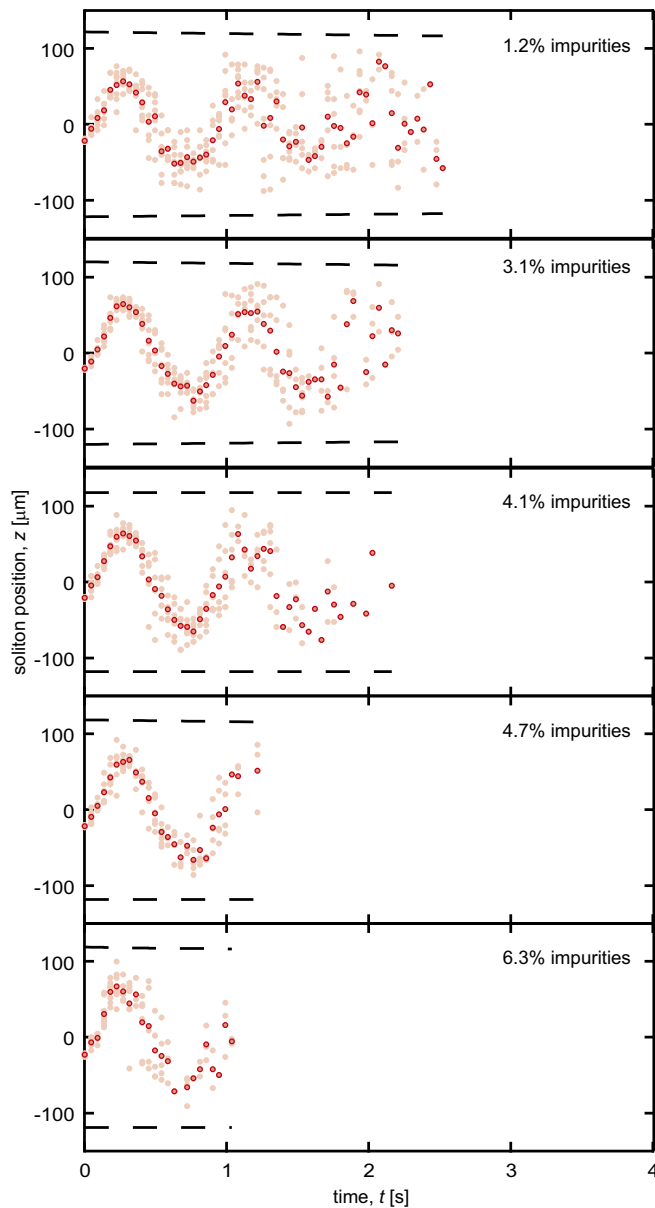 100
1.2% impurities
0
-100
100
3.1% impurities
0
-100
100
4.1% impurities
0
-100
soliton position, z [μm]
100
4.7% impurities
0
-100
100
6.3% impurities
0
-100
0 1 2 3 4
time, t [s]